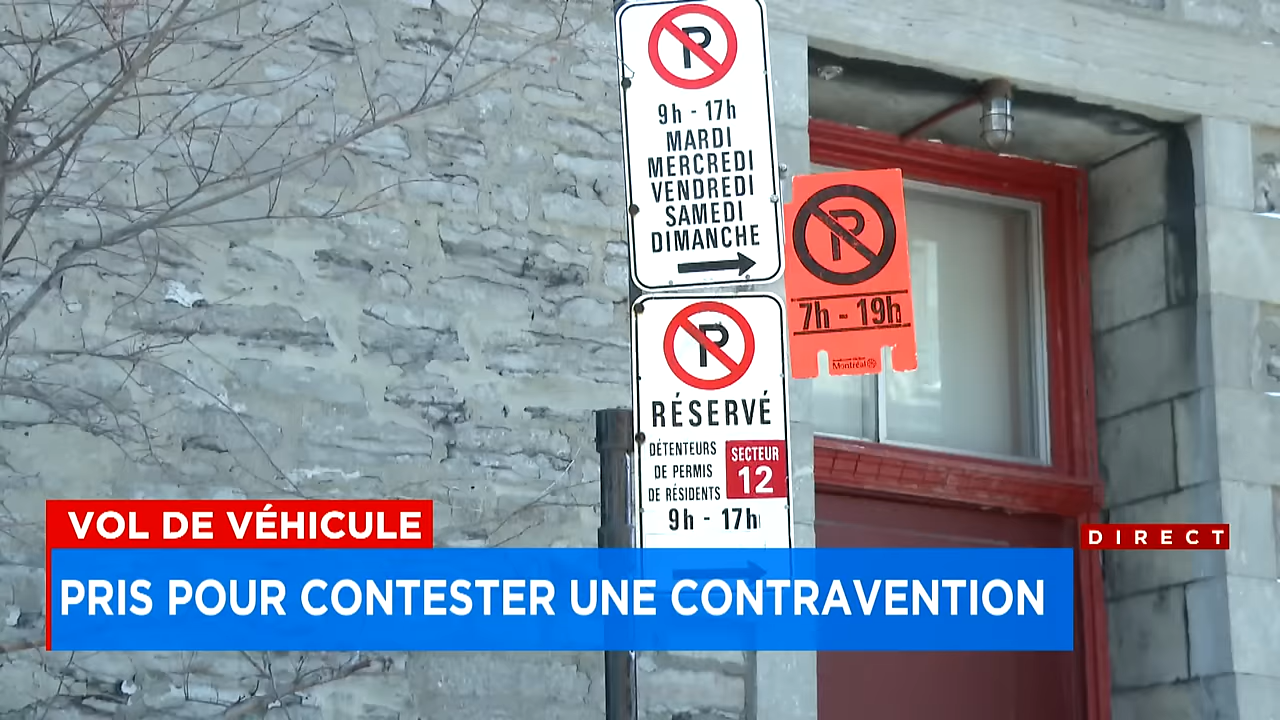 P
9h - 17h
MARDI
MERCREDI
VENDREDI
SAMEDI
DIMANCHE
P
7h - 19h
Montréal
P
RÉSERVÉ
DÉTENTEURS
DE PERMIS
DE RÉSIDENTS
SECTEUR
12
9h - 17h
VOL DE VÉHICULE
DIRECT
PRIS POUR CONTESTER UNE CONTRAVENTION